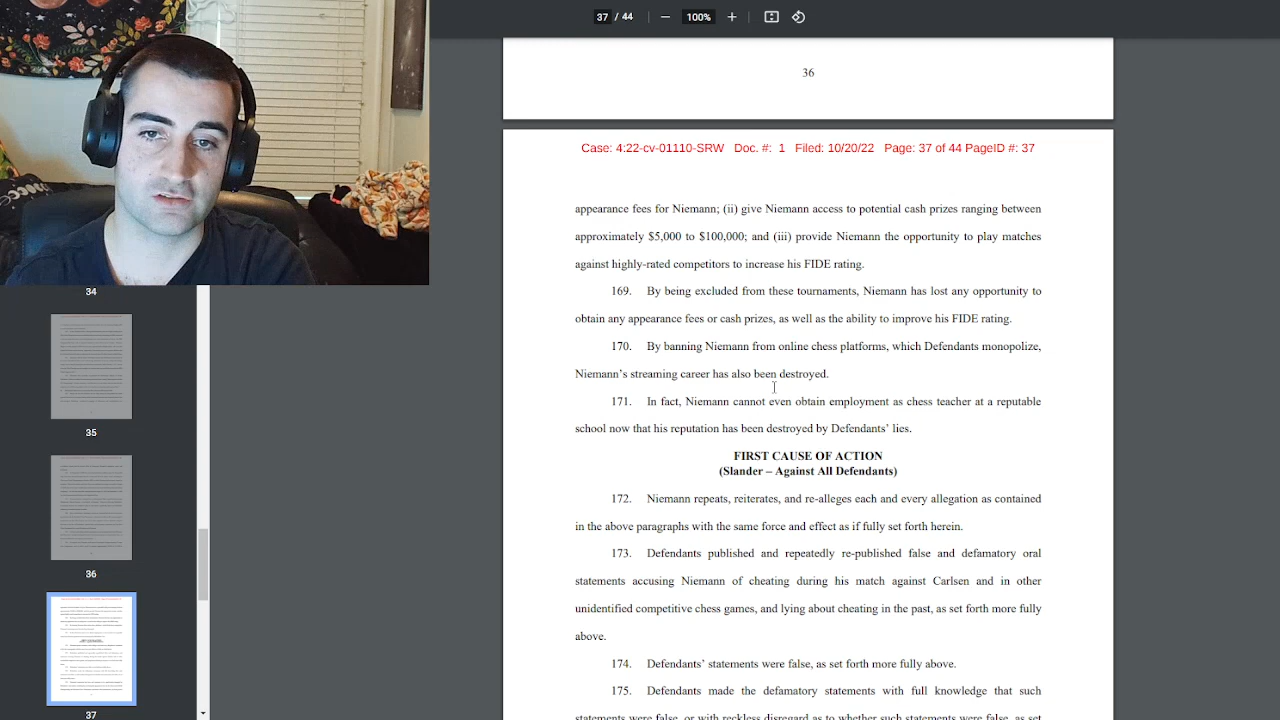 37 / 44
100%
34
35
36
37
36
Case: 4:22-cv-01110-SRW Doc. #: 1 Filed: 10/20/22 Page: 37 of 44 PageID #: 37
appearance fees for Niemann; (ii) give Niemann access to potential cash prizes ranging between
approximately $5,000 to $100,000; and (iii) provide Niemann the opportunity to play matches
against highly-rated competitors to increase his FIDE rating.
169. By being excluded from these tournaments, Niemann has lost any opportunity to
obtain any appearance fees or cash prizes, as well as the ability to improve his FIDE rating.
170. By banning Niemann from online chess platforms, which Defendants monopolize,
Niemann's streaming career has also been destroyed.
171. In fact, Niemann cannot even obtain employment as chess teacher at a reputable
school now that his reputation has been destroyed by Defendants' lies.
FIRST CAUSE OF ACTION
(Slander – Against All Defendants)
172. Niemann repeats, reiterates, and re-alleges each and every allegation as contained
in the above paragraphs with the same force and effect as if fully set forth herein.
173. Defendants published and repeatedly re-published false and defamatory oral
statements accusing Niemann of cheating during his match against Carlsen and in other
unidentified competitive chess games, and lying about cheating in the past, as set forth more fully
above.
174. Defendants' statements were false, as set forth more fully above.
175. Defendants made the defamatory statements with full knowledge that such
statements were false, or with reckless disregard as to whether such statements were false, as set